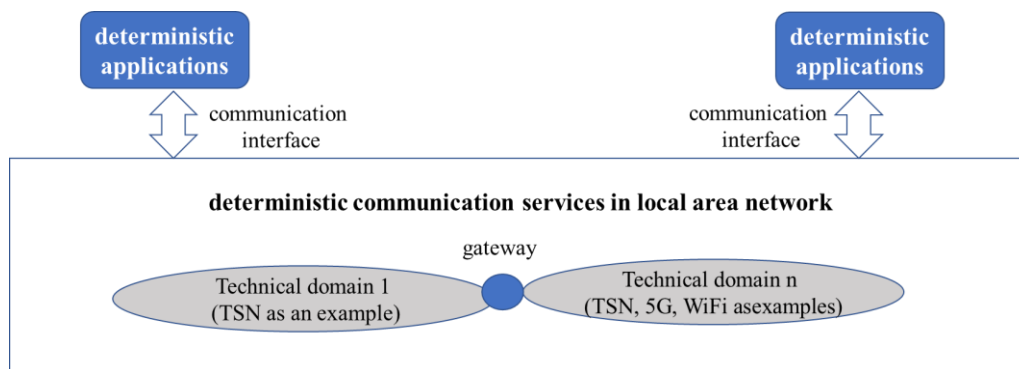 deterministic
applications
deterministic
applications
communication
interface
communication
interface
deterministic communication services in local area network
gateway
Technical domain 1
(TSN as an example)
Technical domain n
(TSN, 5G, WiFi asexamples)